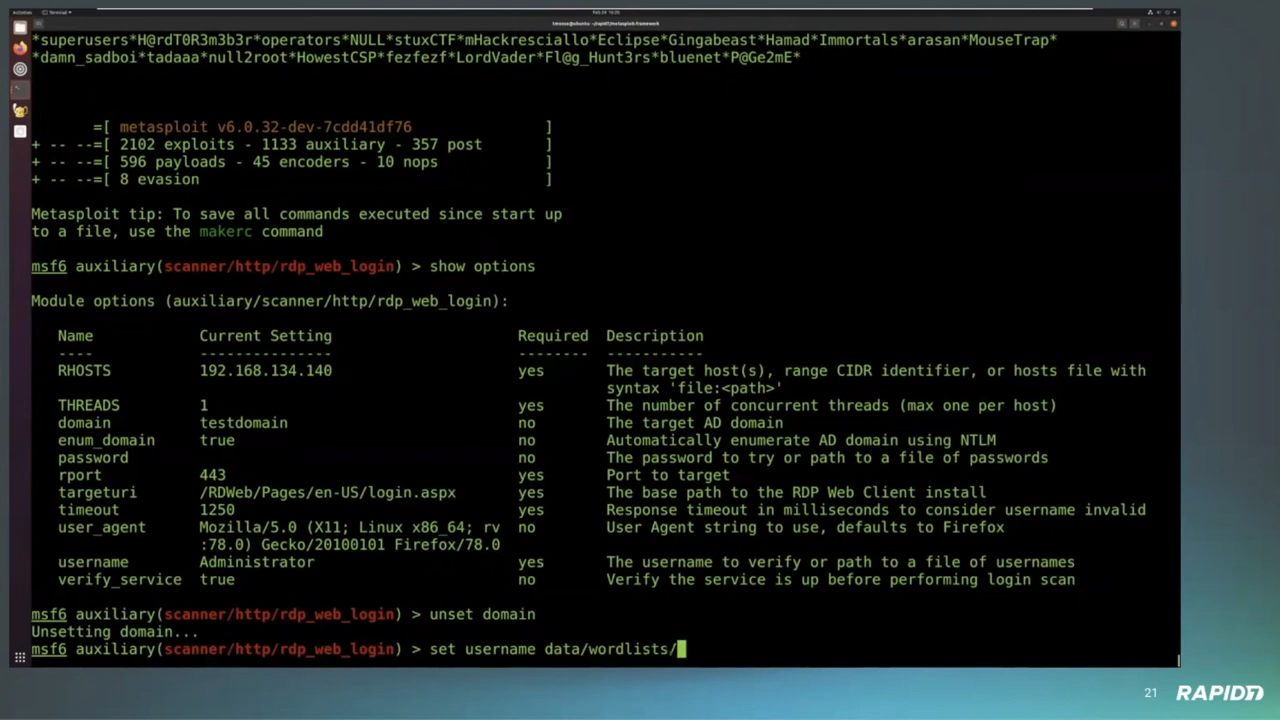 Activities Terminal Feb 24 16:26
timosus@ubuntu: ~/rapid7/metasploit-framework
*superusers*H@rdT0R3m3b3r*operators*NULL*stuxCTF*mHackresciallo*Eclipse*Gingabeast*Hamad*Immortals*arasan*MouseTrap*
*damn_sadboi*tadaaa*null2root*HowestCSP*fezfezf*LordVader*Fl@g_Hunt3rs*bluenet*P@Ge2mE*
=[ metasploit v6.0.32-dev-7cdd41df76 ]
+ -- --=[ 2102 exploits - 1133 auxiliary - 357 post ]
+ -- --=[ 596 payloads - 45 encoders - 10 nops ]
+ -- --=[ 8 evasion ]
Metasploit tip: To save all commands executed since start up
to a file, use the makerc command
msf6 auxiliary(scanner/http/rdp_web_login) > show options
Module options (auxiliary/scanner/http/rdp_web_login):
Name Current Setting Required Description
---- --------------- -------- -----------
RHOSTS 192.168.134.140 yes The target host(s), range CIDR identifier, or hosts file with
syntax 'file:<path>'
THREADS 1 yes The number of concurrent threads (max one per host)
domain testdomain no The target AD domain
enum_domain true no Automatically enumerate AD domain using NTLM
password no The password to try or path to a file of passwords
rport 443 yes Port to target
targeturi /RDWeb/Pages/en-US/login.aspx yes The base path to the RDP Web Client install
timeout 1250 yes Response timeout in milliseconds to consider username invalid
user_agent Mozilla/5.0 (X11; Linux x86_64; rv no User Agent string to use, defaults to Firefox
:78.0) Gecko/20100101 Firefox/78.0
username Administrator yes The username to verify or path to a file of usernames
verify_service true no Verify the service is up before performing login scan
msf6 auxiliary(scanner/http/rdp_web_login) > unset domain
Unsetting domain...
msf6 auxiliary(scanner/http/rdp_web_login) > set username data/wordlists/
21 RAPID7